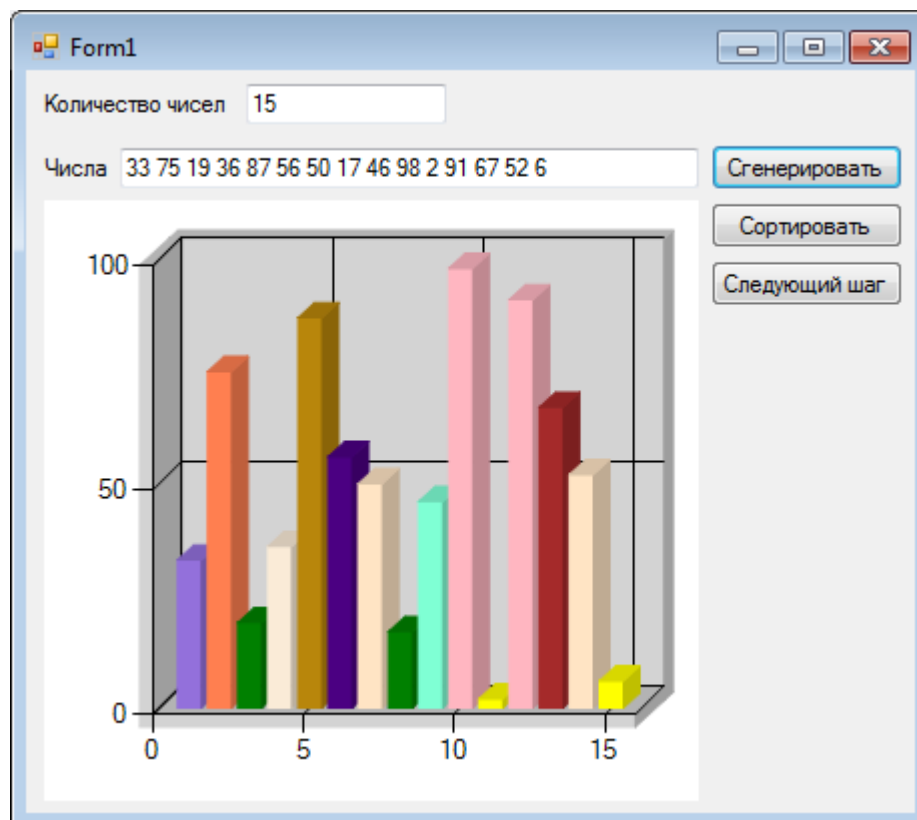 Form1
Количество чисел 15
Числа 33 75 19 36 87 56 50 17 46 98 2 91 67 52 6 Сгенерировать
Сортировать
Следующий шаг
100
50
0
0 5 10 15